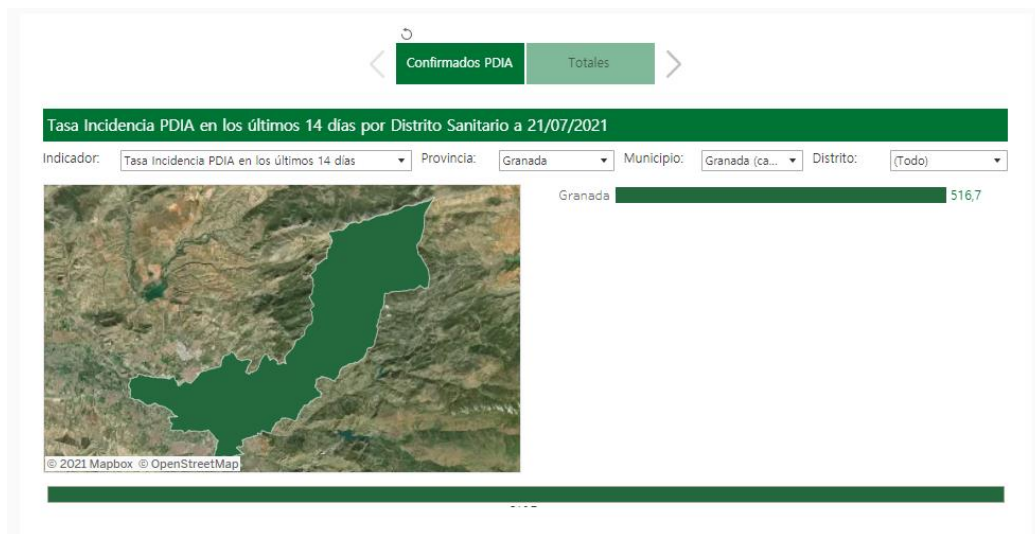 Confirmados PDIA
Totales
Tasa Incidencia PDIA en los últimos 14 días por Distrito Sanitario a 21/07/2021
Indicador: Tasa Incidencia PDIA en los últimos 14 días Provincia: Granada Municipio: Granada (ca... Distrito: (Todo)
Granada 516,7
© 2021 Mapbox © OpenStreetMap